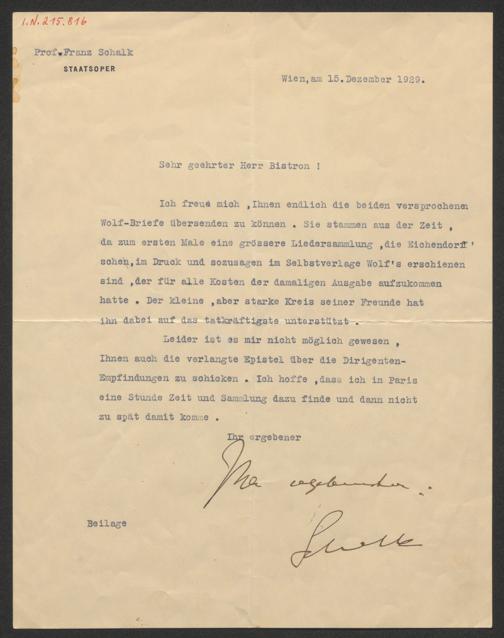 I.N. 215.816
Prof. Franz Schalk
STAATSOPER
Wien, am 15. Dezember 1929.
Sehr geehrter Herr Bistron !
Ich freue mich , Ihnen endlich die beiden versprochenen
Wolf-Briefe übersenden zu können . Sie stammen aus der Zeit ,
da zum ersten Male eine grössere Liedersammlung , die Eichendorff'
schen, im Druck und sozusagen im Selbstverlage Wolf's erschienen
sind , der für alle Kosten der damaligen Ausgabe aufzukommen
hatte . Der kleine , aber starke Kreis seiner Freunde hat
ihn dabei auf das tatkräftigste unterstützt .
Leider ist es mir nicht möglich gewesen ,
Ihnen auch die verlangte Epistel über die Dirigenten-
Empfindungen zu schicken . Ich hoffe , dass ich in Paris
eine Stunde Zeit und Sammlung dazu finde und dann nicht
zu spät damit komme .
Ihr ergebener
Ihr ergebenster :
Schalk
Beilage